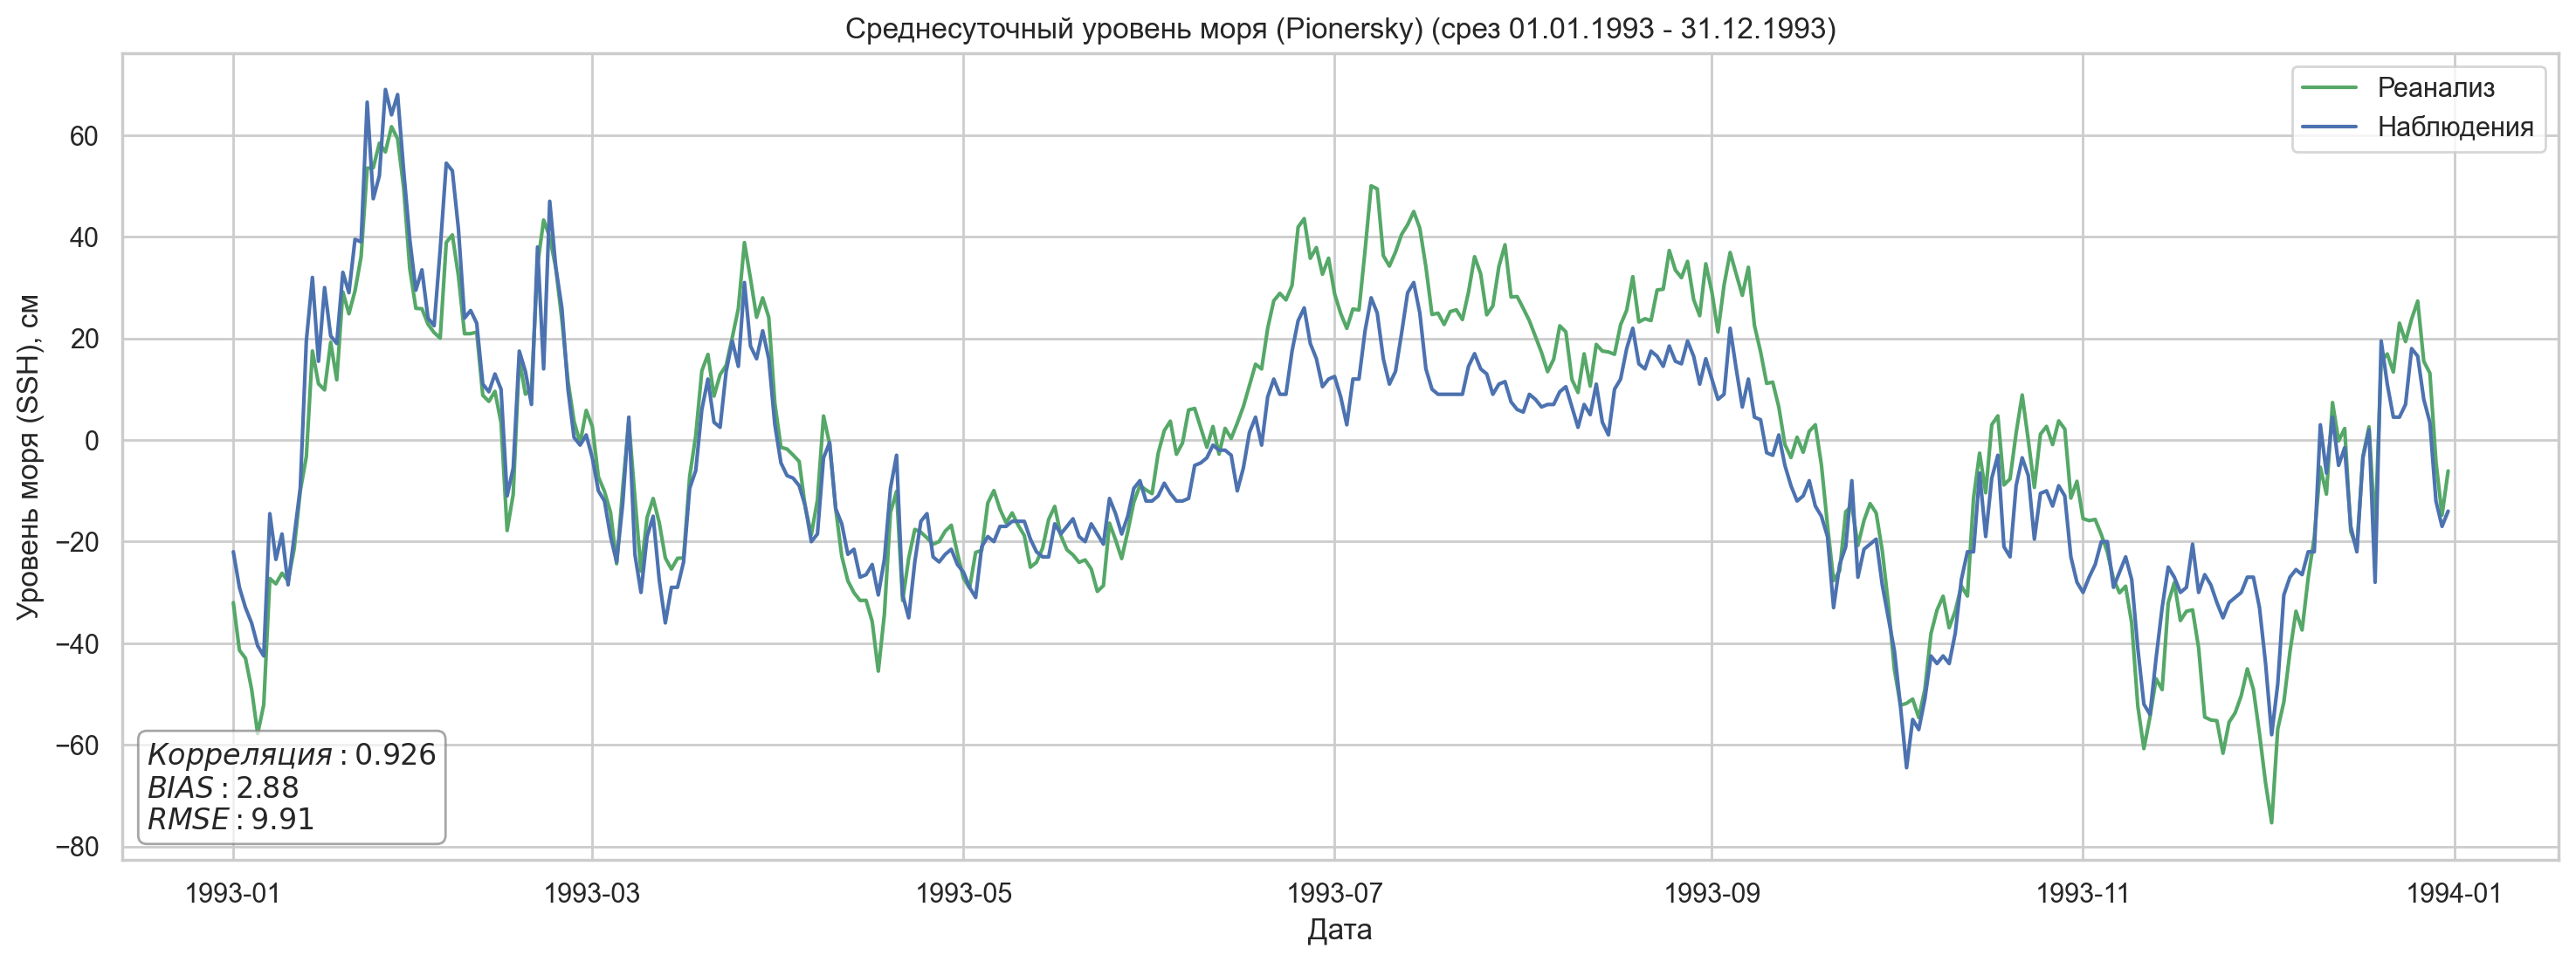 Среднесуточный уровень моря (Pionersky) (срез 01.01.1993 - 31.12.1993)
Реанализ
Наблюдения
Уровень моря (SSH), см
60
40
20
0
−20
−40
−60
−80
Корреляция : 0.926
BIAS : 2.88
RMSE : 9.91
1993-01 1993-03 1993-05 1993-07 1993-09 1993-11 1994-01
Дата